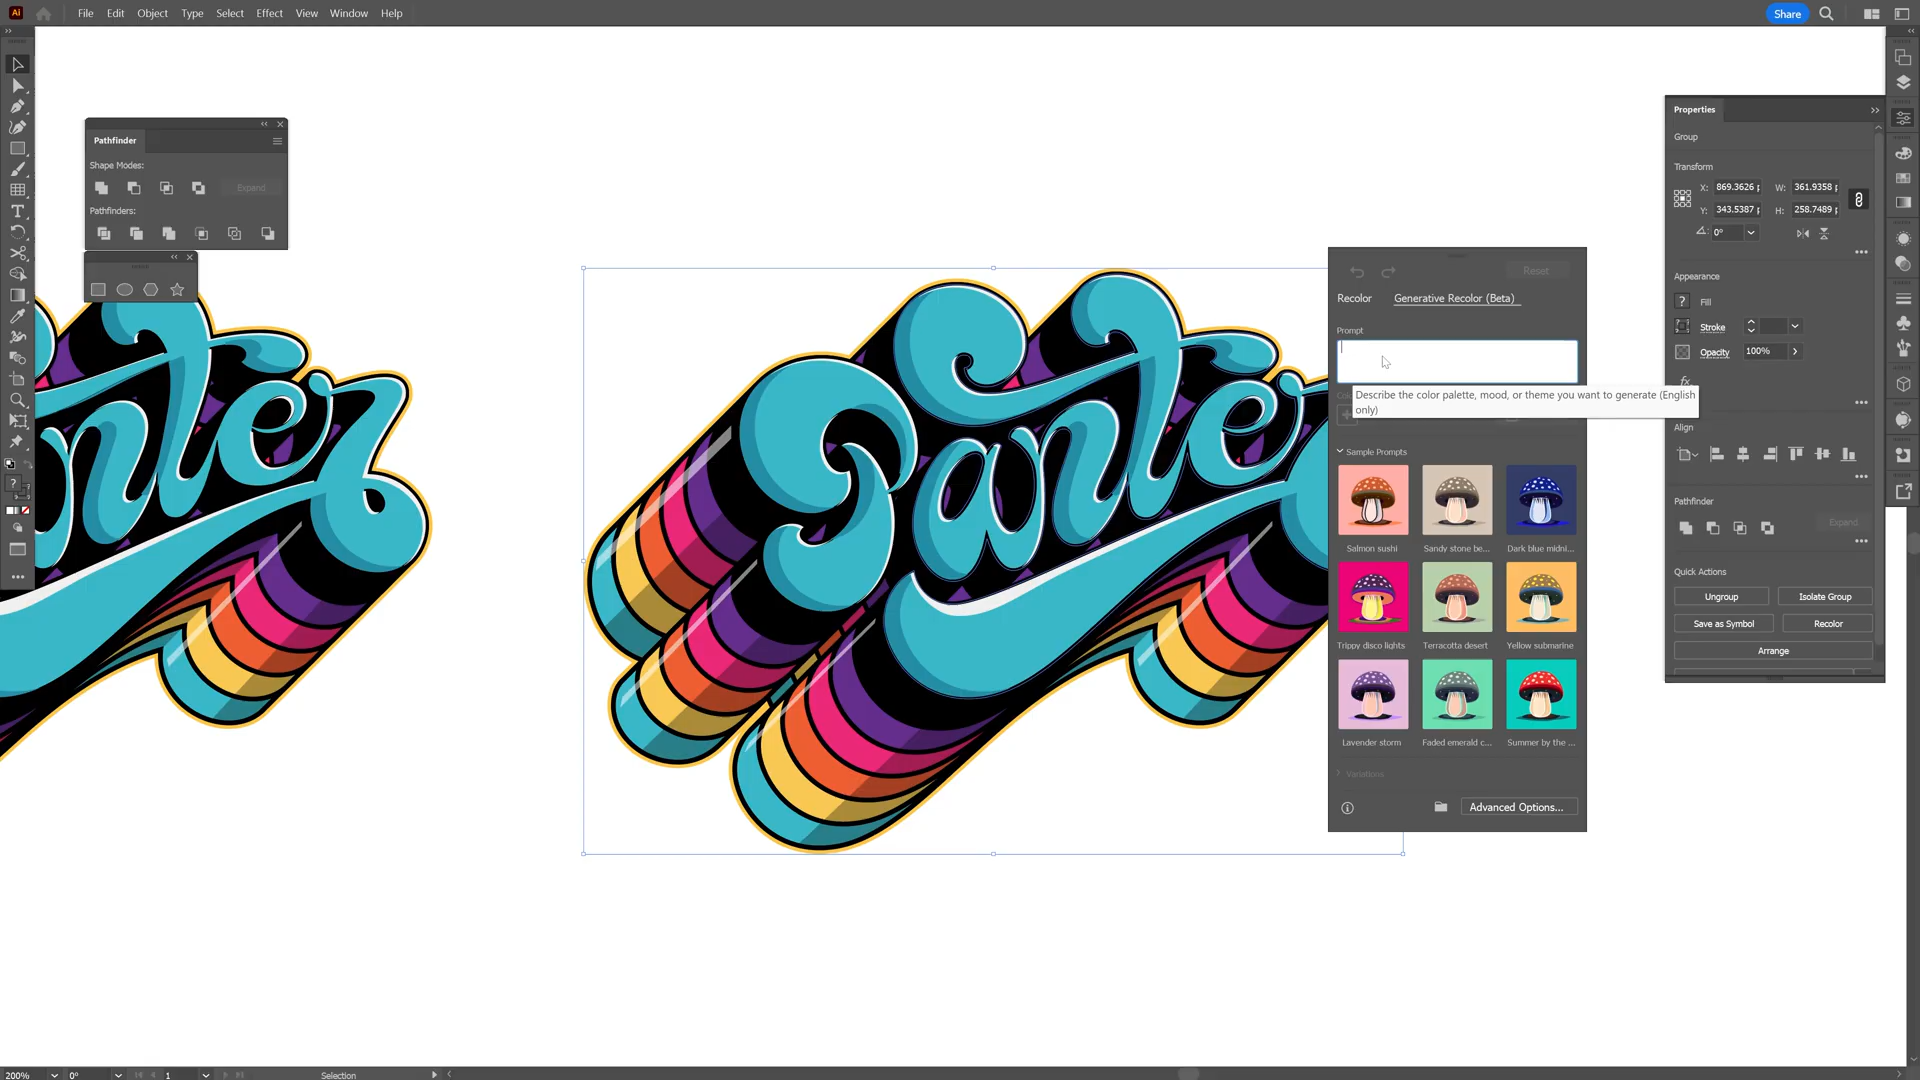 Ai
File Edit Object Type Select Effect View Window Help
Share
Pathfinder
Shape Modes:
Expand
Pathfinders:
Santer
Reset
Recolor Generative Recolor (Beta)
Prompt
Describe the color palette, mood, or theme you want to generate (English
only)
Sample Prompts
Salmon sushi Sandy stone be... Dark blue midni...
Trippy disco lights Terracotta desert Yellow submarine
Lavender storm Faded emerald c... Summer by the ...
Variations
Advanced Options...
Properties
Group
Transform
X: 869.3626 p W: 361.9358 p
Y: 343.5387 p H: 258.7489 p
0°
Appearance
? Fill
Stroke
Opacity 100%
fx
Align
Pathfinder
Expand
Quick Actions
Ungroup Isolate Group
Save as Symbol Recolor
Arrange
200% 0° 1 Selection